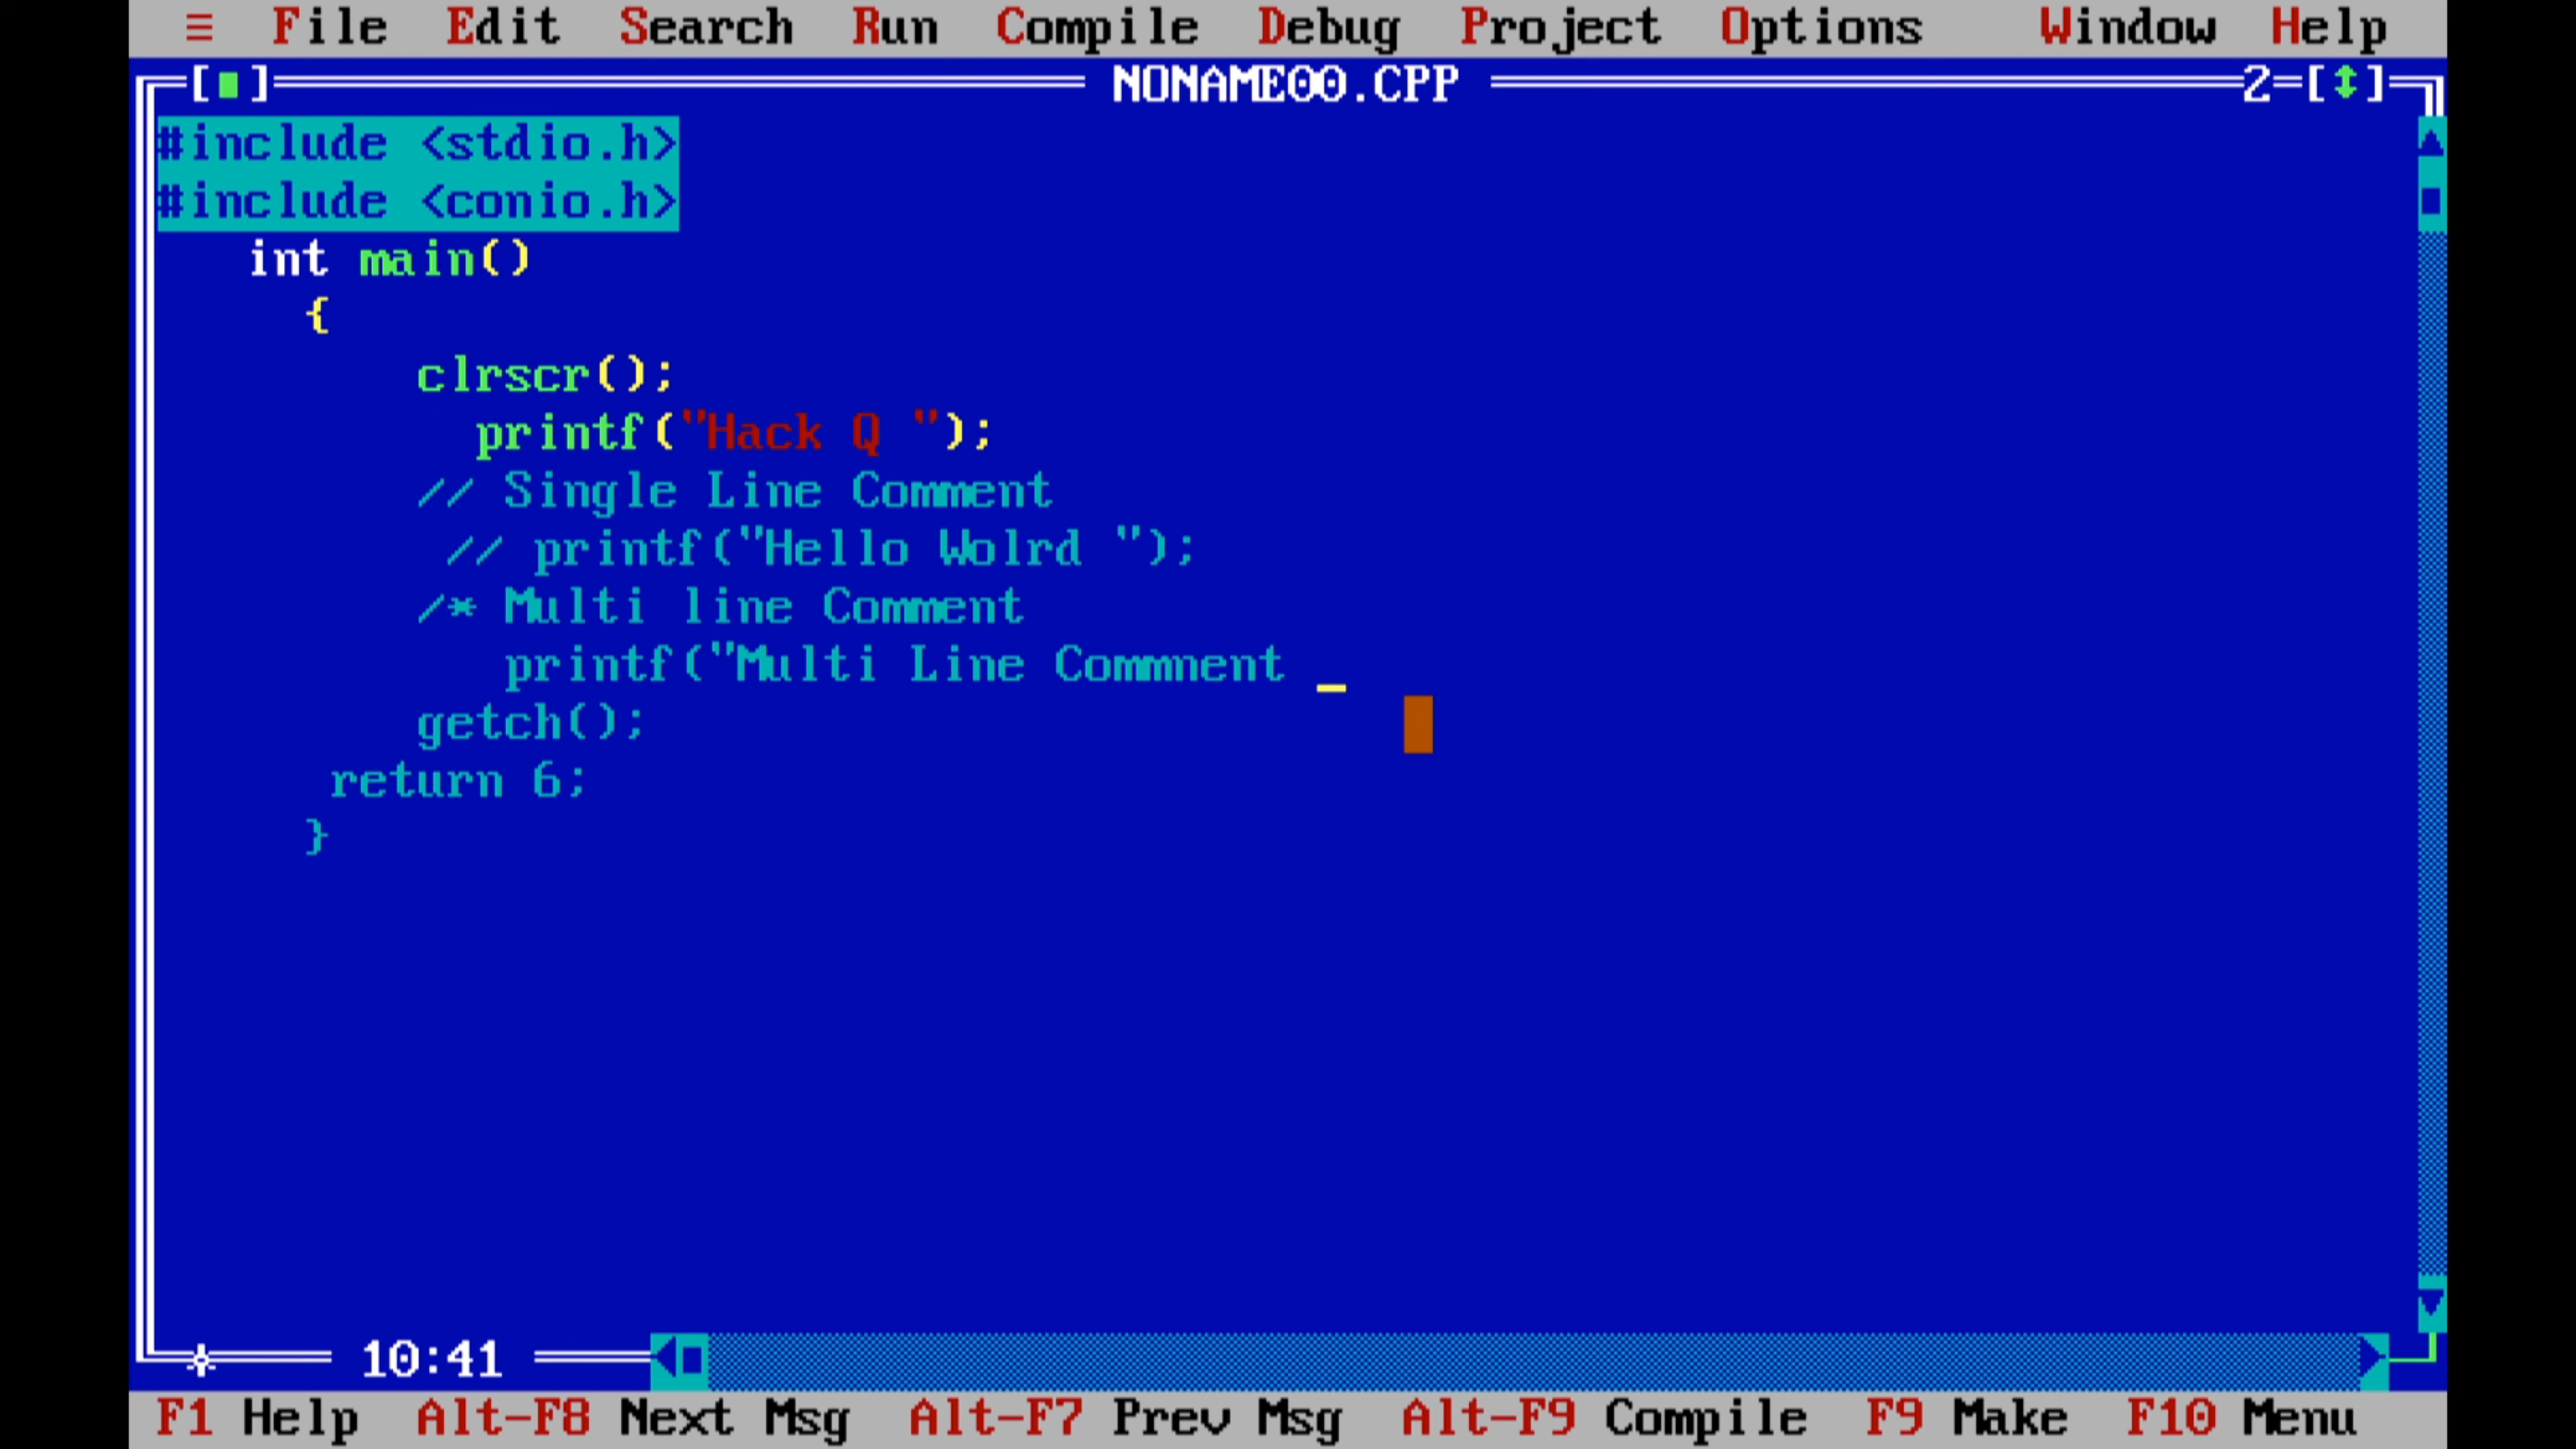 ≡ File Edit Search Run Compile Debug Project Options Window Help
[■] NONAME00.CPP 2=[↕]
#include <stdio.h>
#include <conio.h>
int main()
{
clrscr();
printf("Hack Q ");
// Single Line Comment
// printf("Hello Wolrd ");
/* Multi line Comment
printf("Multi Line Commnent _
getch();
return 6;
}
10:41
F1 Help Alt-F8 Next Msg Alt-F7 Prev Msg Alt-F9 Compile F9 Make F10 Menu